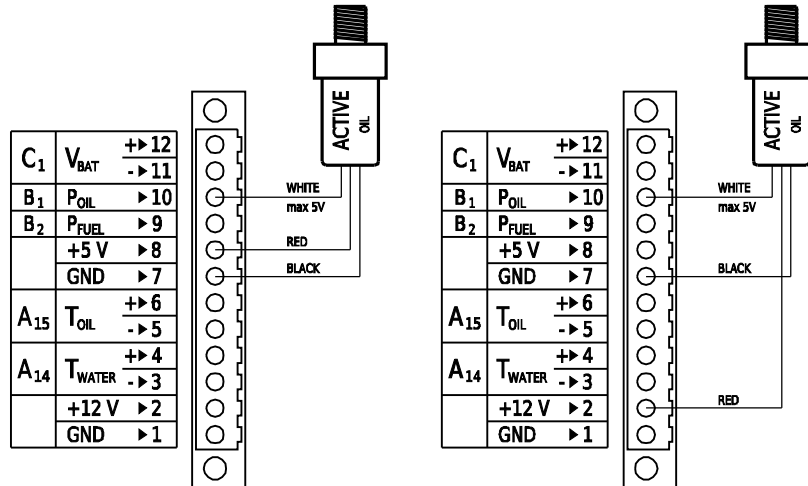 ACTIVE
OIL
C1 VBAT +▶12
-▶11
B1 POIL ▶10
B2 PFUEL ▶9
+5 V ▶8
GND ▶7
A15 TOIL +▶6
-▶5
A14 TWATER +▶4
-▶3
+12 V ▶2
GND ▶1
WHITE
max 5V
RED
BLACK
ACTIVE
OIL
C1 VBAT +▶12
-▶11
B1 POIL ▶10
B2 PFUEL ▶9
+5 V ▶8
GND ▶7
A15 TOIL +▶6
-▶5
A14 TWATER +▶4
-▶3
+12 V ▶2
GND ▶1
WHITE
max 5V
BLACK
RED